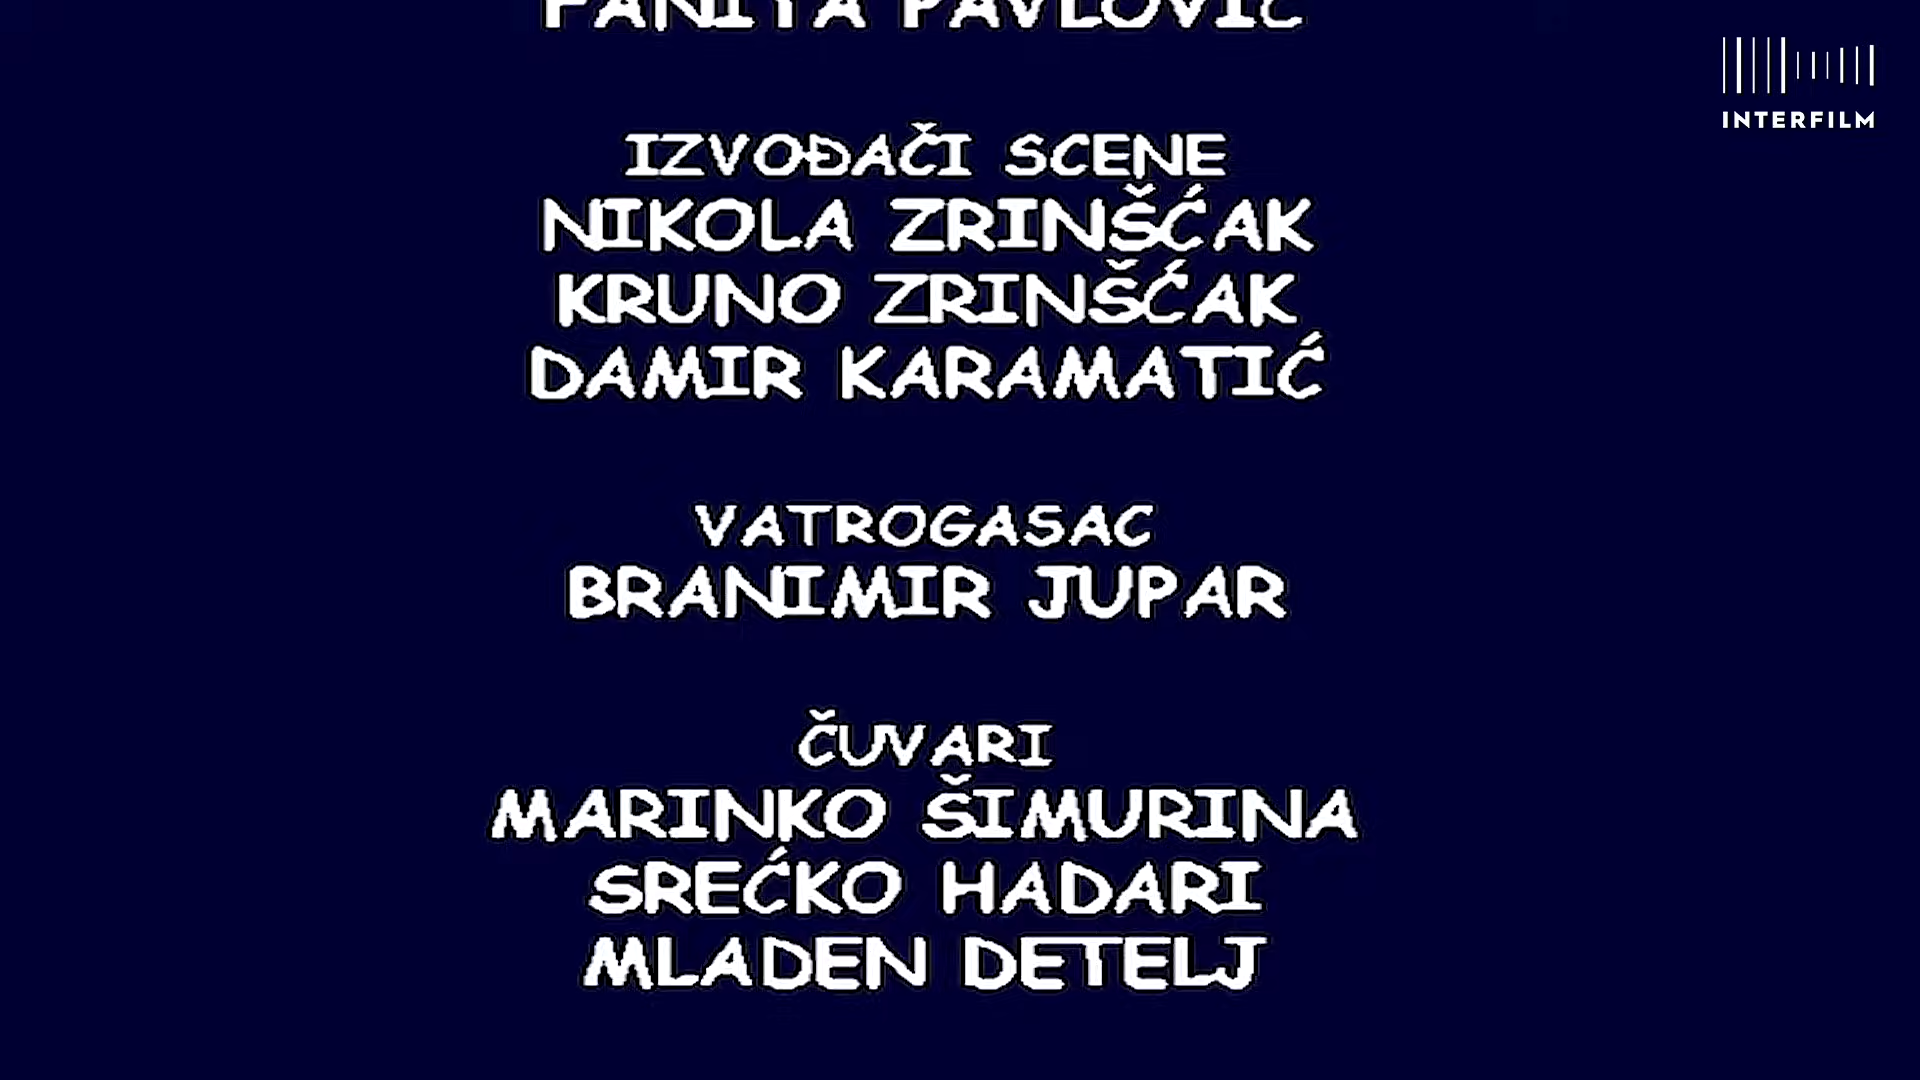 PAVLOVIĆ
INTERFILM
IZVOĐAČI SCENE
NIKOLA ZRINŠĆAK
KRUNO ZRINŠĆAK
DAMIR KARAMATIĆ
VATROGASAC
BRANIMIR JUPAR
ČUVARI
MARINKO ŠIMURINA
SREĆKO HADARI
MLADEN DETELJ